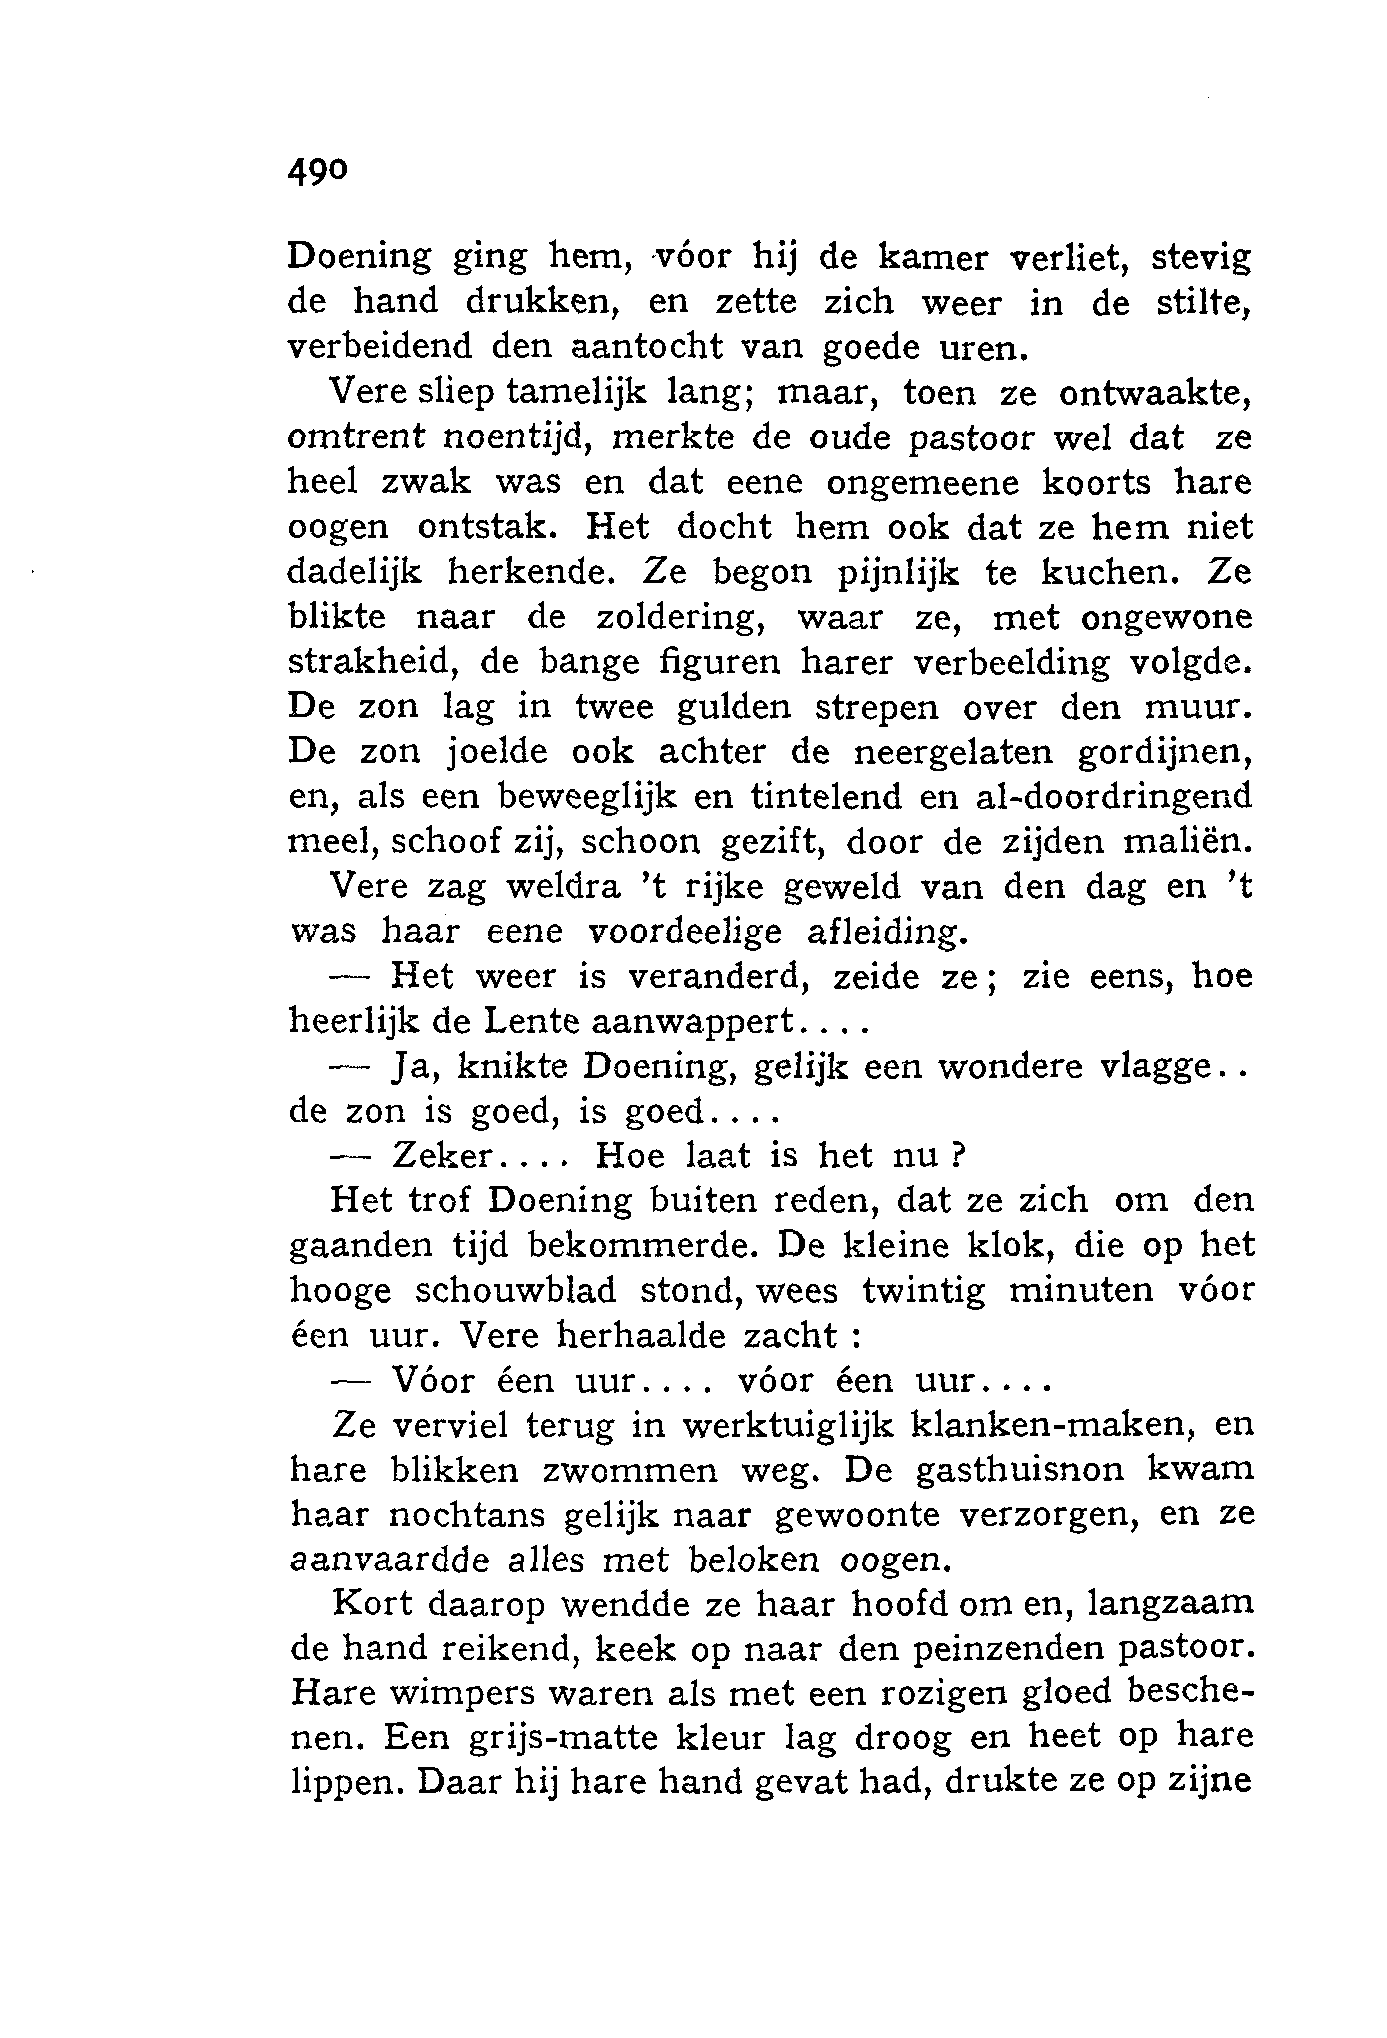 490
Doening ging hem, vóor hij de kamer verliet, stevig
de hand drukken, en zette zich weer in de stilte,
verbeidend den aantocht van goede uren.
Vere sliep tamelijk lang; maar, toen ze ontwaakte,
omtrent noentijd, merkte de oude pastoor wel dat ze
heel zwak was en dat eene ongemeene koorts hare
oogen ontstak. Het docht hem ook dat ze hem niet
dadelijk herkende. Ze begon pijnlijk te kuchen. Ze
blikte naar de zoldering, waar ze, met ongewone
strakheid, de bange figuren harer verbeelding volgde.
De zon lag in twee gulden strepen over den muur.
De zon joelde ook achter de neergelaten gordijnen,
en, als een beweeglijk en tintelend en al-doordringend
meel, schoof zij, schoon gezift, door de zijden maliën.
Vere zag weldra 't rijke geweld van den dag en 't
was haar eene voordeelige afleiding.
— Het weer is veranderd, zeide ze; zie eens, hoe
heerlijk de Lente aanwappert....
— Ja, knikte Doening, gelijk een wondere vlagge..
de zon is goed, is goed....
— Zeker.... Hoe laat is het nu ?
Het trof Doening buiten reden, dat ze zich om den
gaanden tijd bekommerde. De kleine klok, die op het
hooge schouwblad stond, wees twintig minuten vóor
éen uur. Vere herhaalde zacht :
— Vóor éen uur.... vóor éen uur....
Ze verviel terug in werktuiglijk klanken-maken, en
hare blikken zwommen weg. De gasthuisnon kwam
haar nochtans gelijk naar gewoonte verzorgen, en ze
aanvaardde alles met beloken oogen.
Kort daarop wendde ze haar hoofd om en, langzaam
de hand reikend, keek op naar den peinzenden pastoor.
Hare wimpers waren als met een rozigen gloed besche-
nen. Een grijs-matte kleur lag droog en heet op hare
lippen. Daar hij hare hand gevat had, drukte ze op zijne